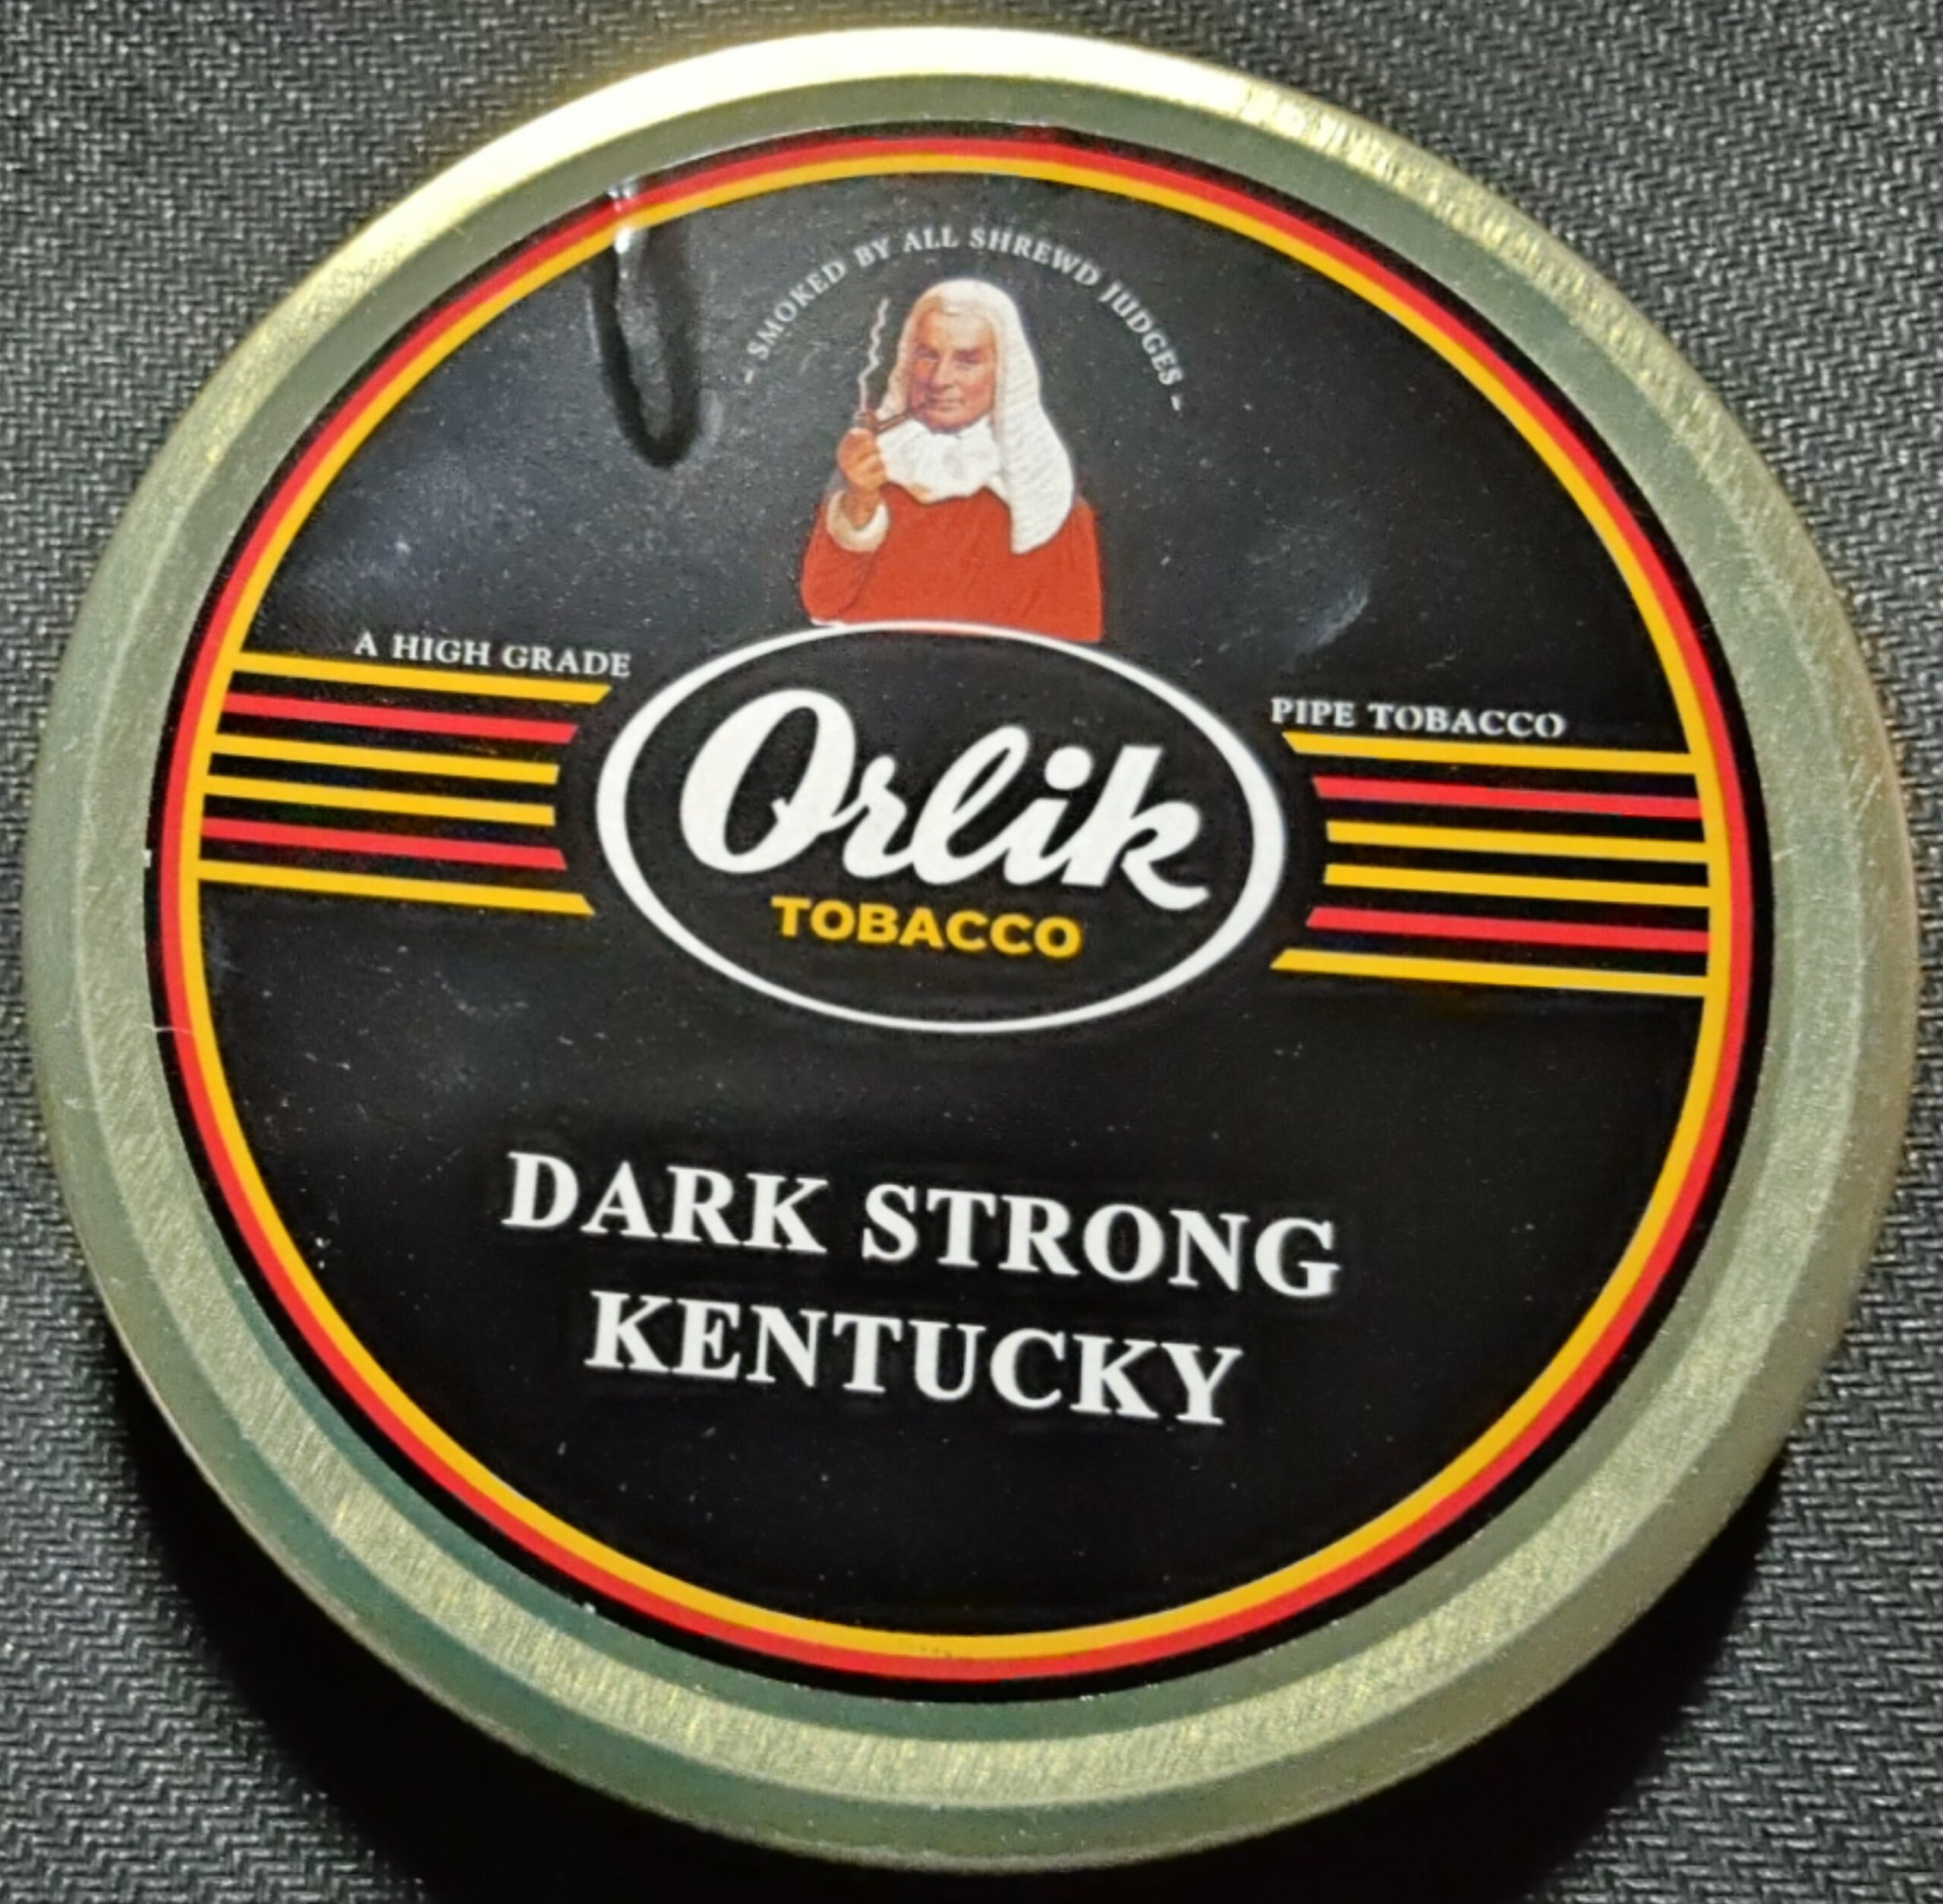 - SMOKED BY ALL SHREWD JUDGES -
A HIGH GRADE
PIPE TOBACCO
Orlik
TOBACCO
DARK STRONG
KENTUCKY